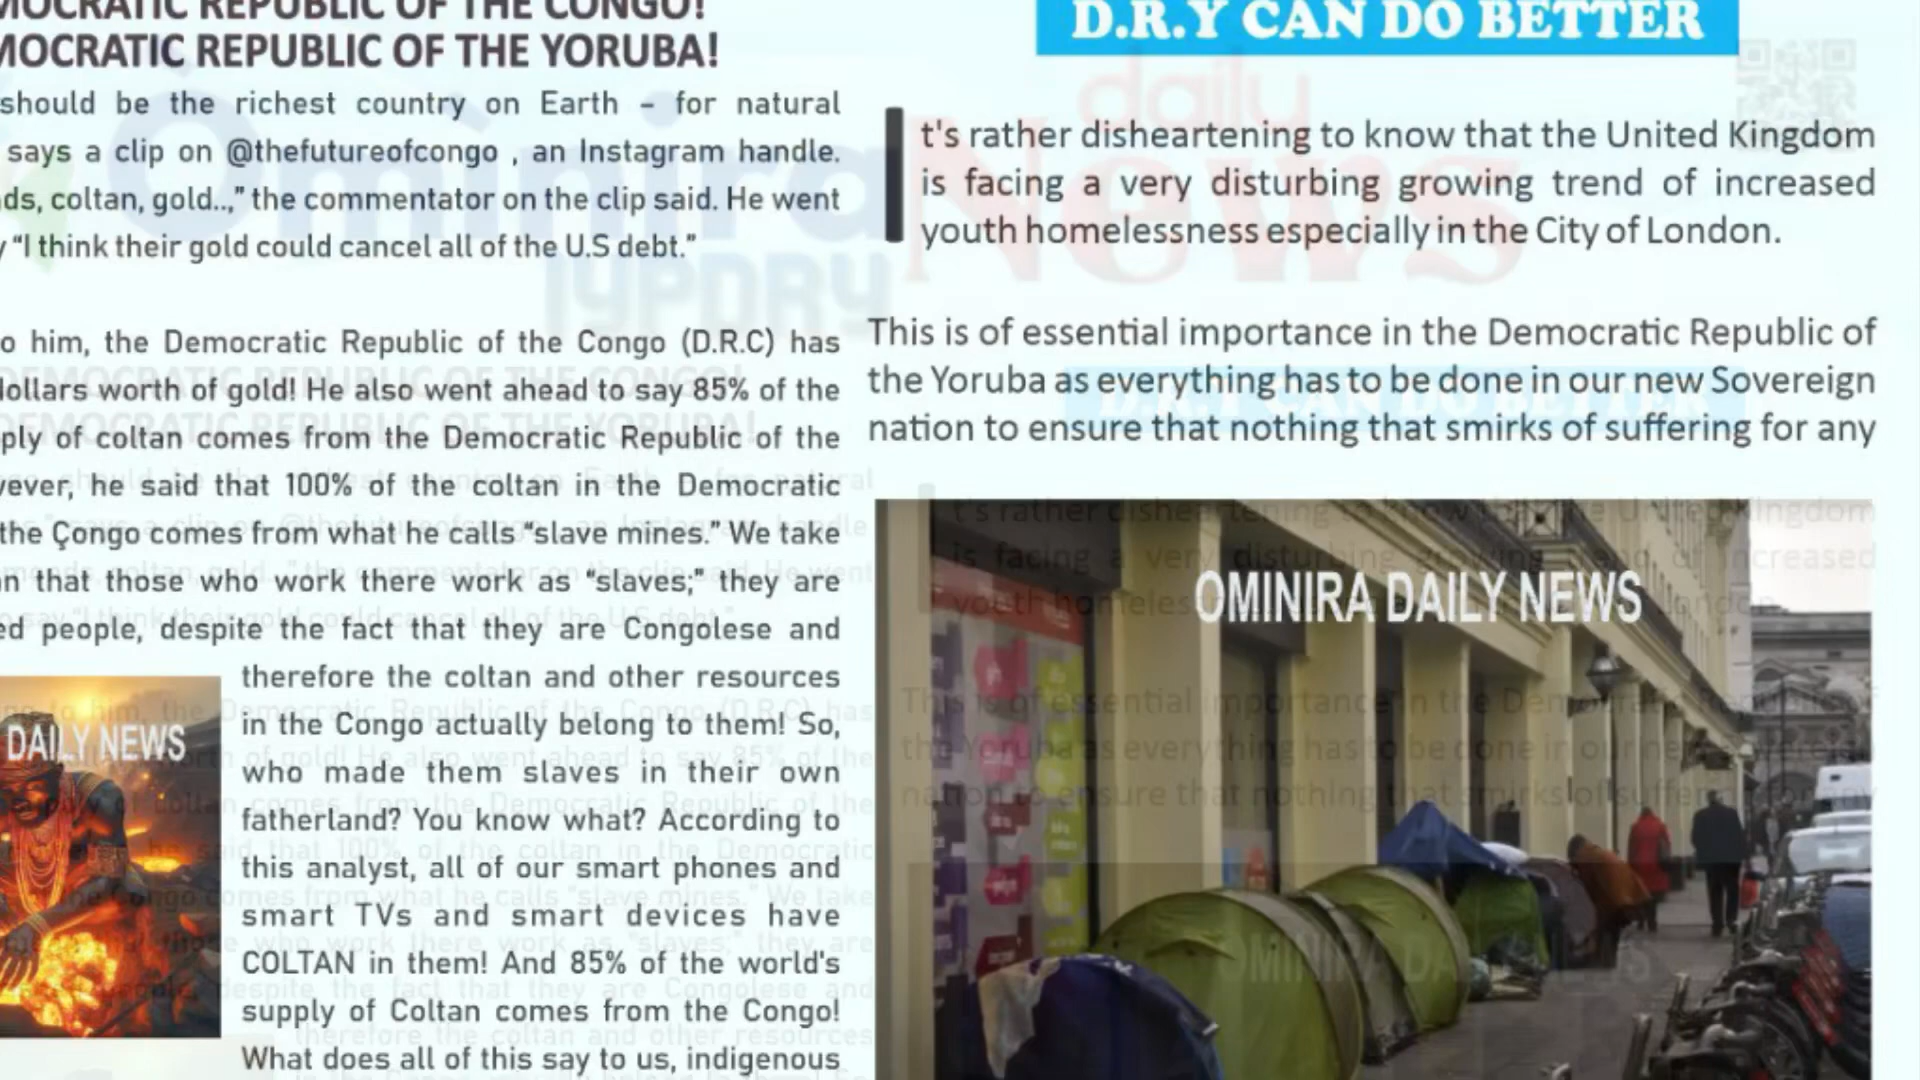 MOCRATIC REPUBLIC OF THE CONGO!
MOCRATIC REPUBLIC OF THE YORUBA!
should be the richest country on Earth – for natural
says a clip on @thefutureofcongo , an Instagram handle.
ds, coltan, gold..," the commentator on the clip said. He went
"I think their gold could cancel all of the U.S debt."
o him, the Democratic Republic of the Congo (D.R.C) has
dollars worth of gold! He also went ahead to say 85% of the
ply of coltan comes from the Democratic Republic of the
vever, he said that 100% of the coltan in the Democratic
the Çongo comes from what he calls "slave mines." We take
n that those who work there work as "slaves;" they are
ed people, despite the fact that they are Congolese and
therefore the coltan and other resources
in the Congo actually belong to them! So,
who made them slaves in their own
fatherland? You know what? According to
this analyst, all of our smart phones and
smart TVs and smart devices have
COLTAN in them! And 85% of the world's
supply of Coltan comes from the Congo!
What does all of this say to us, indigenous
DAILY NEWS
D.R.Y CAN DO BETTER
It's rather disheartening to know that the United Kingdom
is facing a very disturbing growing trend of increased
youth homelessness especially in the City of London.
This is of essential importance in the Democratic Republic of
the Yoruba as everything has to be done in our new Sovereign
nation to ensure that nothing that smirks of suffering for any
OMINIRA DAILY NEWS
Ominira
daily
News
IYPDRY